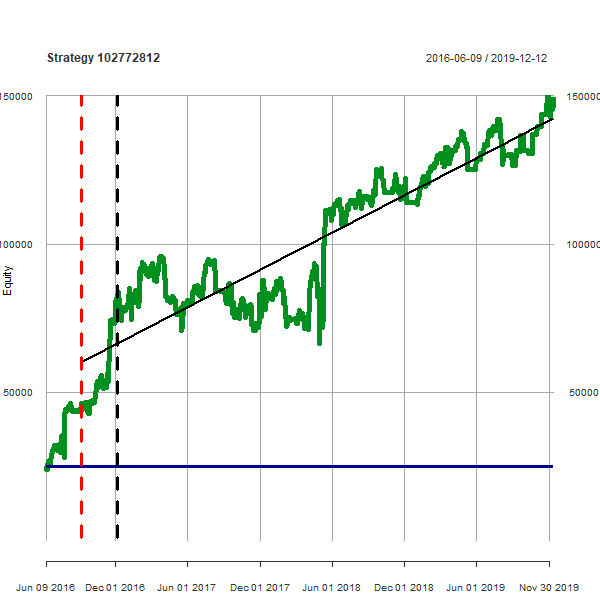 Strategy 102772812
2016-06-09 / 2019-12-12
150000
150000
100000
100000
Equity
50000
50000
Jun 09 2016
Dec 01 2016
Jun 01 2017
Dec 01 2017
Jun 01 2018
Dec 01 2018
Jun 01 2019
Nov 30 2019